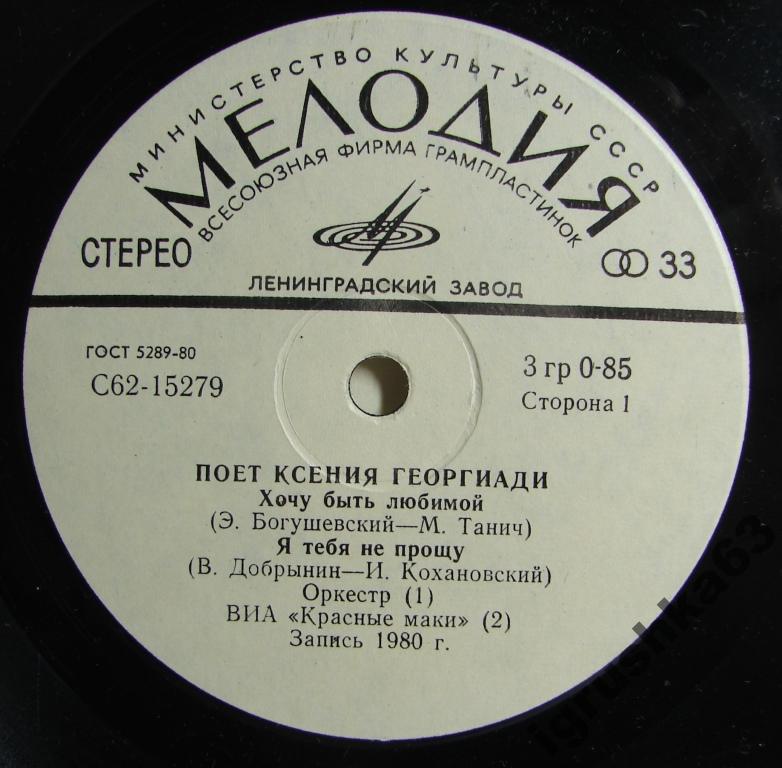 МИНИСТЕРСТВО КУЛЬТУРЫ СССР
МЕЛОДИЯ
ВСЕСОЮЗНАЯ ФИРМА ГРАМПЛАСТИНОК
СТЕРЕО
33
ЛЕНИНГРАДСКИЙ ЗАВОД
ГОСТ 5289-80
С62-15279
3 гр 0-85
Сторона 1
ПОЕТ КСЕНИЯ ГЕОРГИАДИ
Хочу быть любимой
(Э. Богушевский—М. Танич)
Я тебя не прощу
(В. Добрынин—И. Кохановский)
Оркестр (1)
ВИА «Красные маки» (2)
Запись 1980 г.
igrushka63